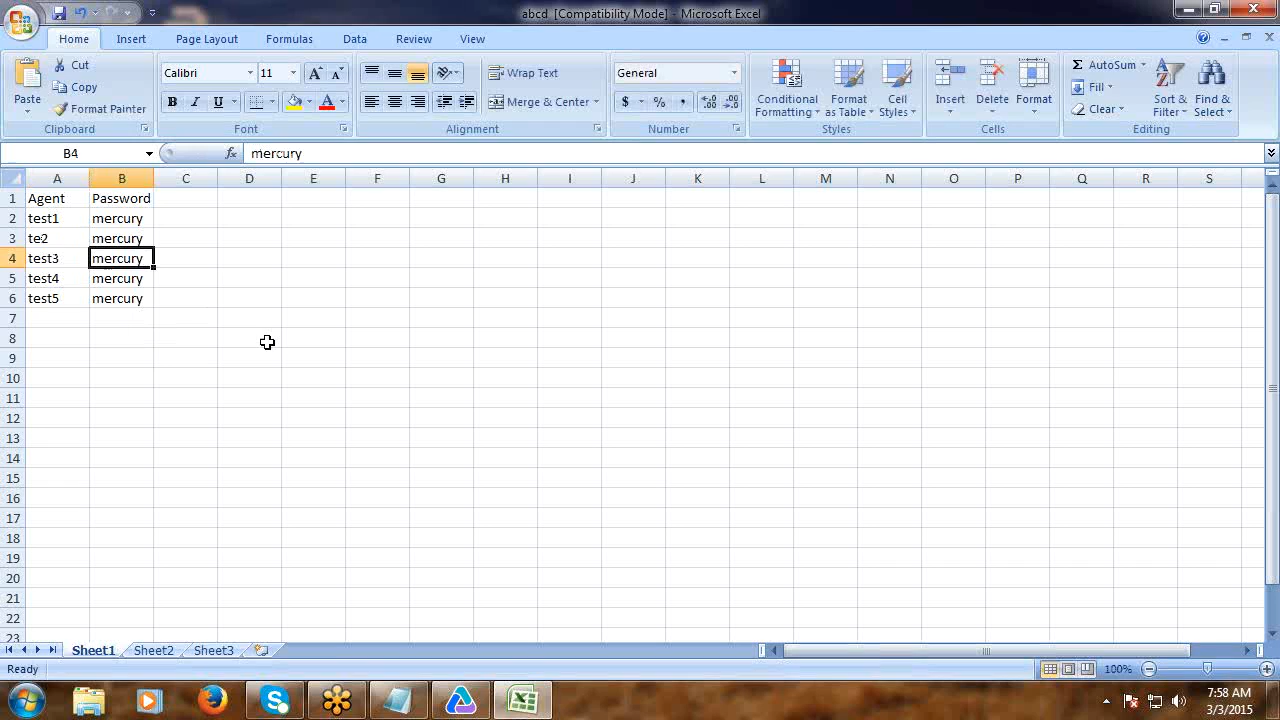 abcd [Compatibility Mode] - Microsoft Excel
Home Insert Page Layout Formulas Data Review View
Paste
Cut
Copy
Format Painter
Clipboard
Calibri 11
B I U
Font
Wrap Text
Merge & Center
Alignment
General
$ % ,
Number
Conditional Formatting
Format as Table
Cell Styles
Styles
Insert Delete Format
Cells
AutoSum
Fill
Clear
Sort & Filter
Find & Select
Editing
B4 fx mercury
A B C D E F G H I J K L M N O P Q R S
1 Agent Password
2 test1 mercury
3 te2 mercury
4 test3 mercury
5 test4 mercury
6 test5 mercury
7
8
9
10
11
12
13
14
15
16
17
18
19
20
21
22
23
Sheet1 Sheet2 Sheet3
Ready 100%
7:58 AM
3/3/2015